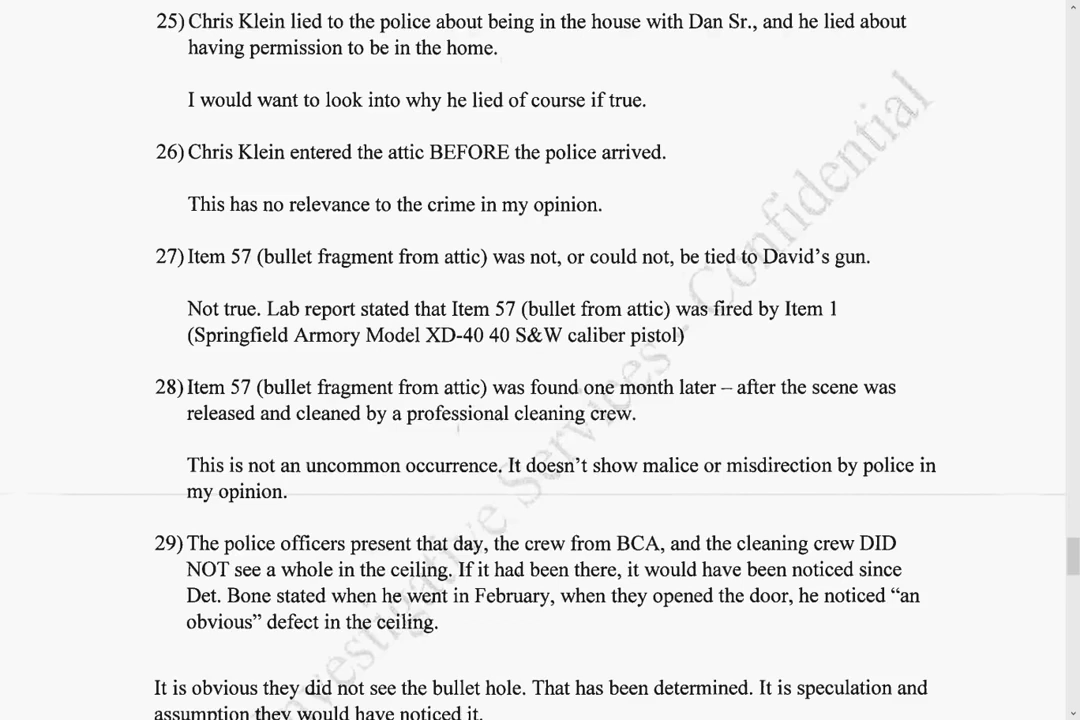 25) Chris Klein lied to the police about being in the house with Dan Sr., and he lied about
having permission to be in the home.
I would want to look into why he lied of course if true.
26) Chris Klein entered the attic BEFORE the police arrived.
This has no relevance to the crime in my opinion.
27) Item 57 (bullet fragment from attic) was not, or could not, be tied to David’s gun.
Not true. Lab report stated that Item 57 (bullet from attic) was fired by Item 1
(Springfield Armory Model XD-40 40 S&W caliber pistol)
28) Item 57 (bullet fragment from attic) was found one month later – after the scene was
released and cleaned by a professional cleaning crew.
This is not an uncommon occurrence. It doesn’t show malice or misdirection by police in
my opinion.
29) The police officers present that day, the crew from BCA, and the cleaning crew DID
NOT see a whole in the ceiling. If it had been there, it would have been noticed since
Det. Bone stated when he went in February, when they opened the door, he noticed “an
obvious” defect in the ceiling.
It is obvious they did not see the bullet hole. That has been determined. It is speculation and
assumption they would have noticed it.
nvestigative Services - Confidential